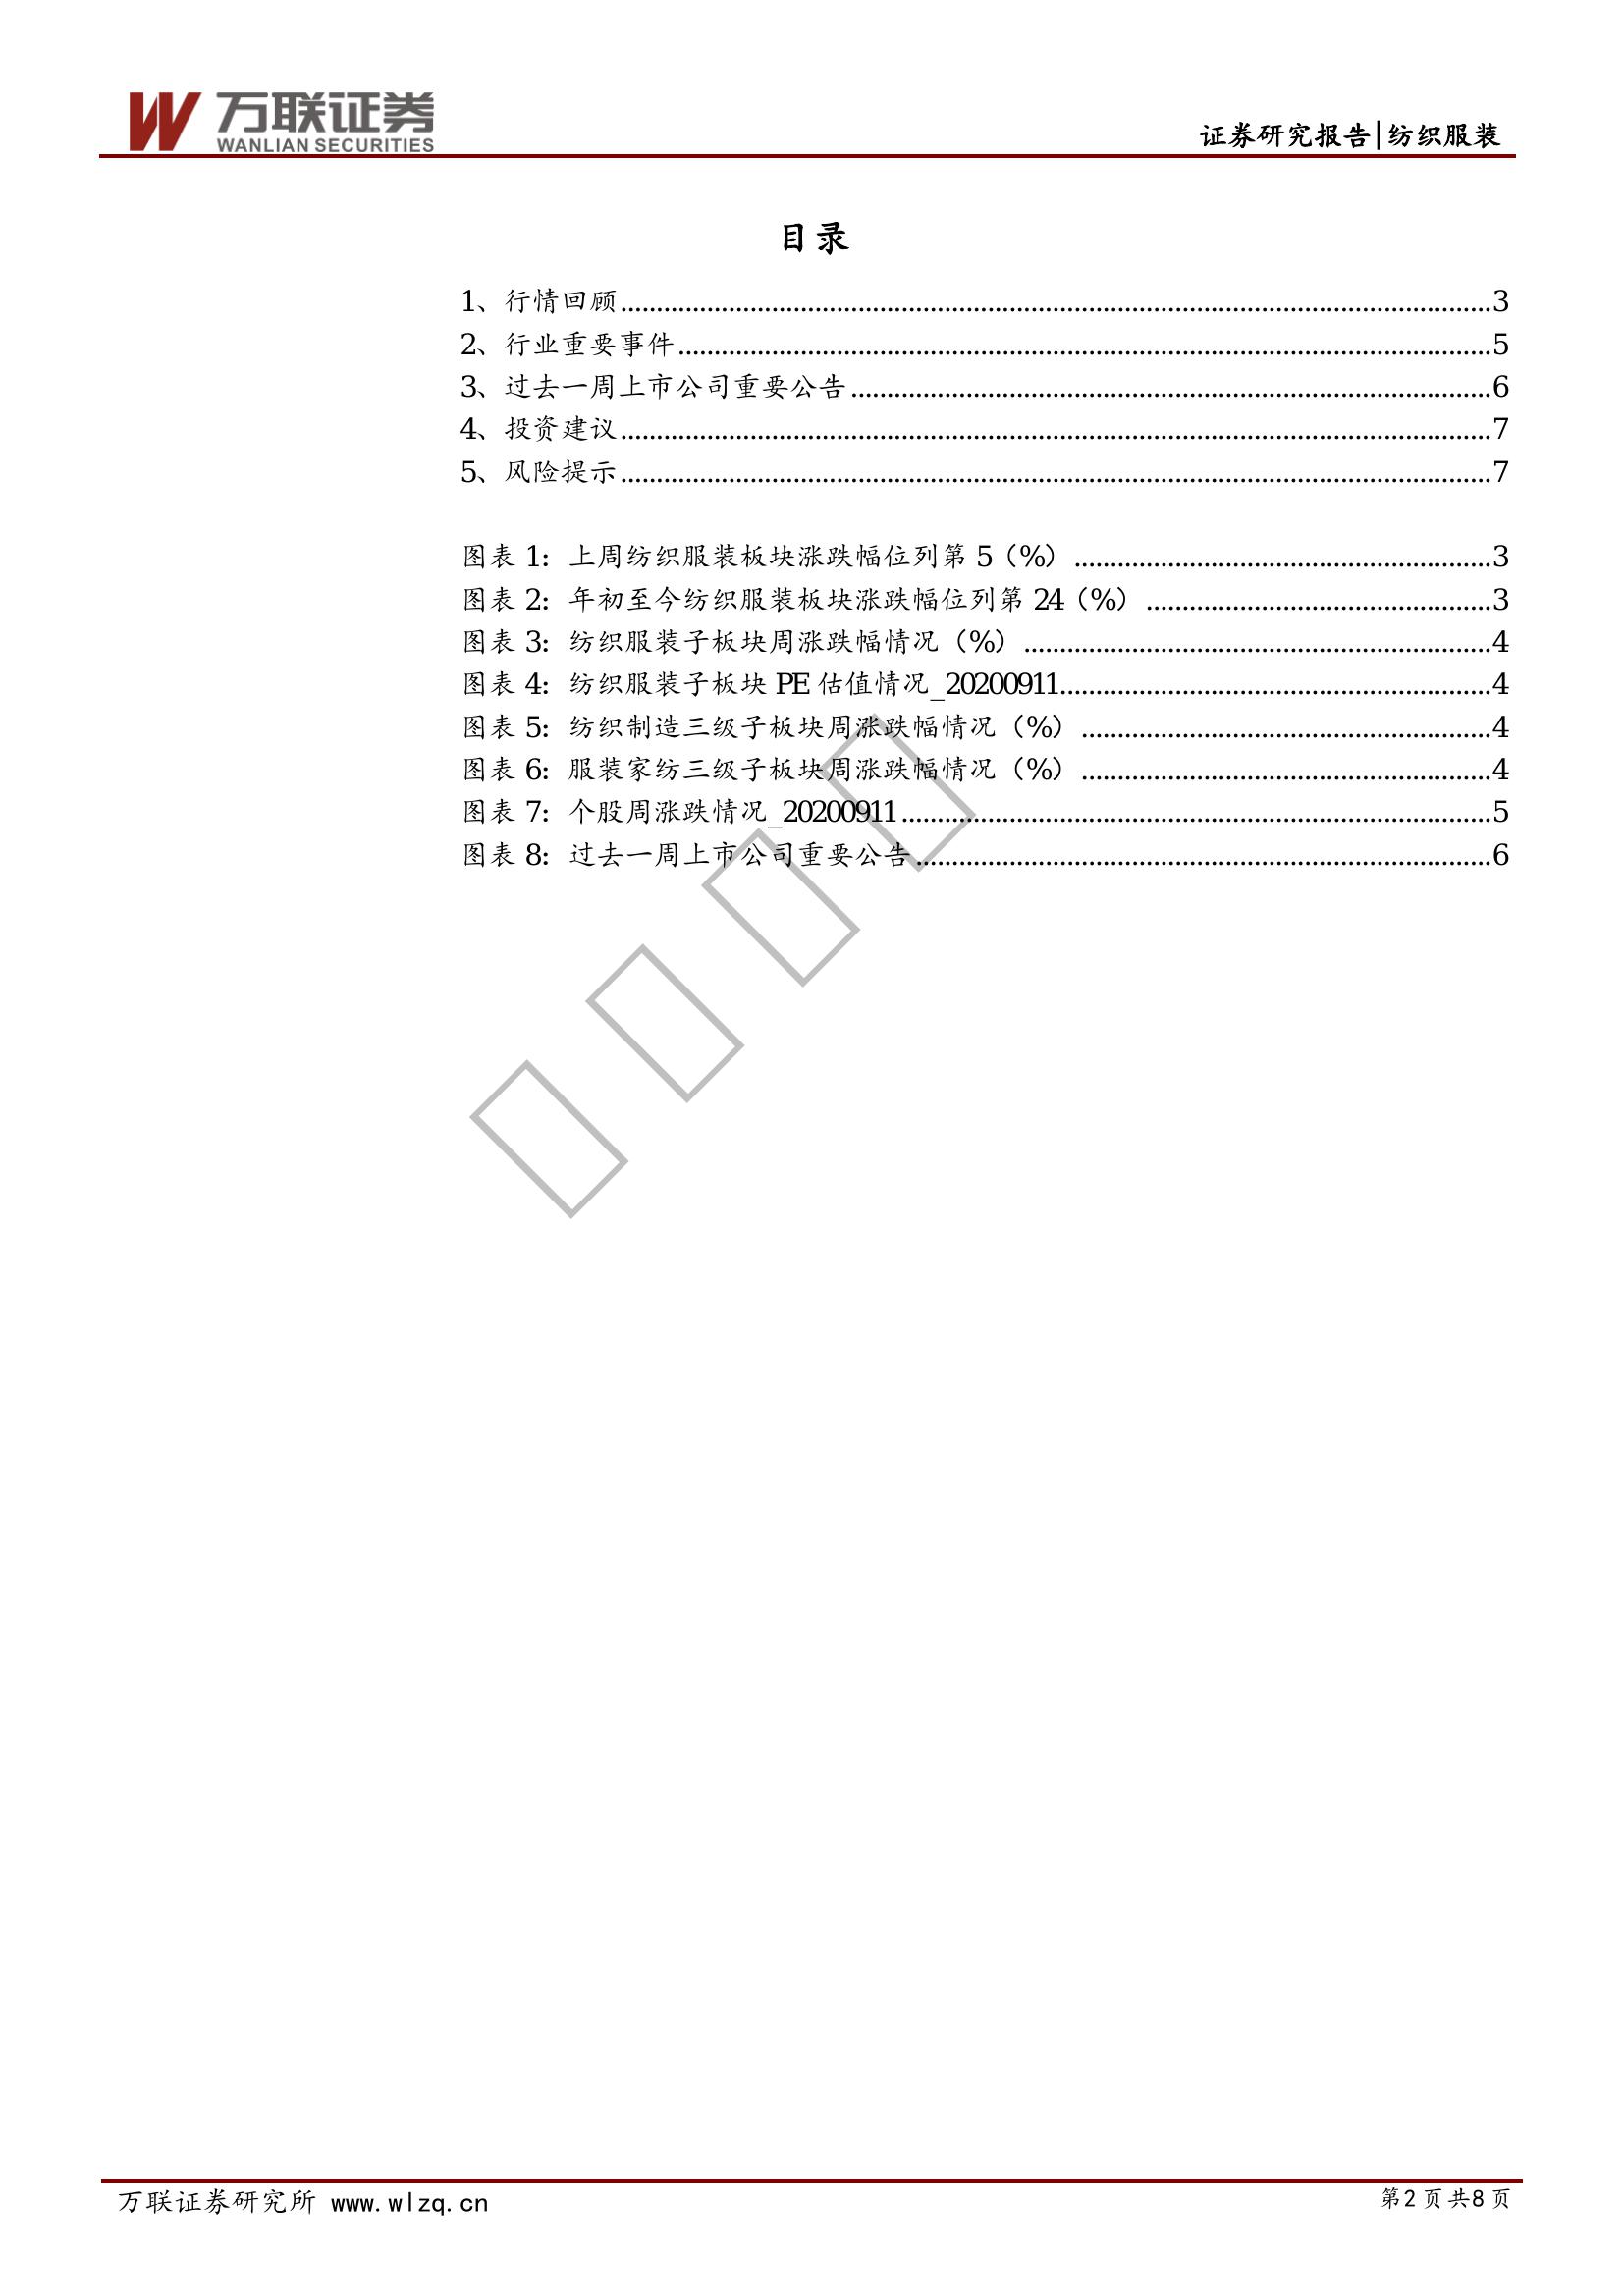 万联证券
WANLIAN SECURITIES
证券研究报告|纺织服装
目录
1、行情回顾........................3
2、行业重要事件........................5
3、过去一周上市公司重要公告........................6
4、投资建议........................7
5、风险提示........................7
图表 1：上周纺织服装板块涨跌幅位列第 5（%）........................3
图表 2：年初至今纺织服装板块涨跌幅位列第 24（%）........................3
图表 3：纺织服装子板块周涨跌幅情况（%）........................4
图表 4：纺织服装子板块 PE 估值情况_20200911........................4
图表 5：纺织制造三级子板块周涨跌幅情况（%）........................4
图表 6：服装家纺三级子板块周涨跌幅情况（%）........................4
图表 7：个股周涨跌情况_20200911........................5
图表 8：过去一周上市公司重要公告........................6
万联证券研究所 www.wlzq.cn
第2页共8页